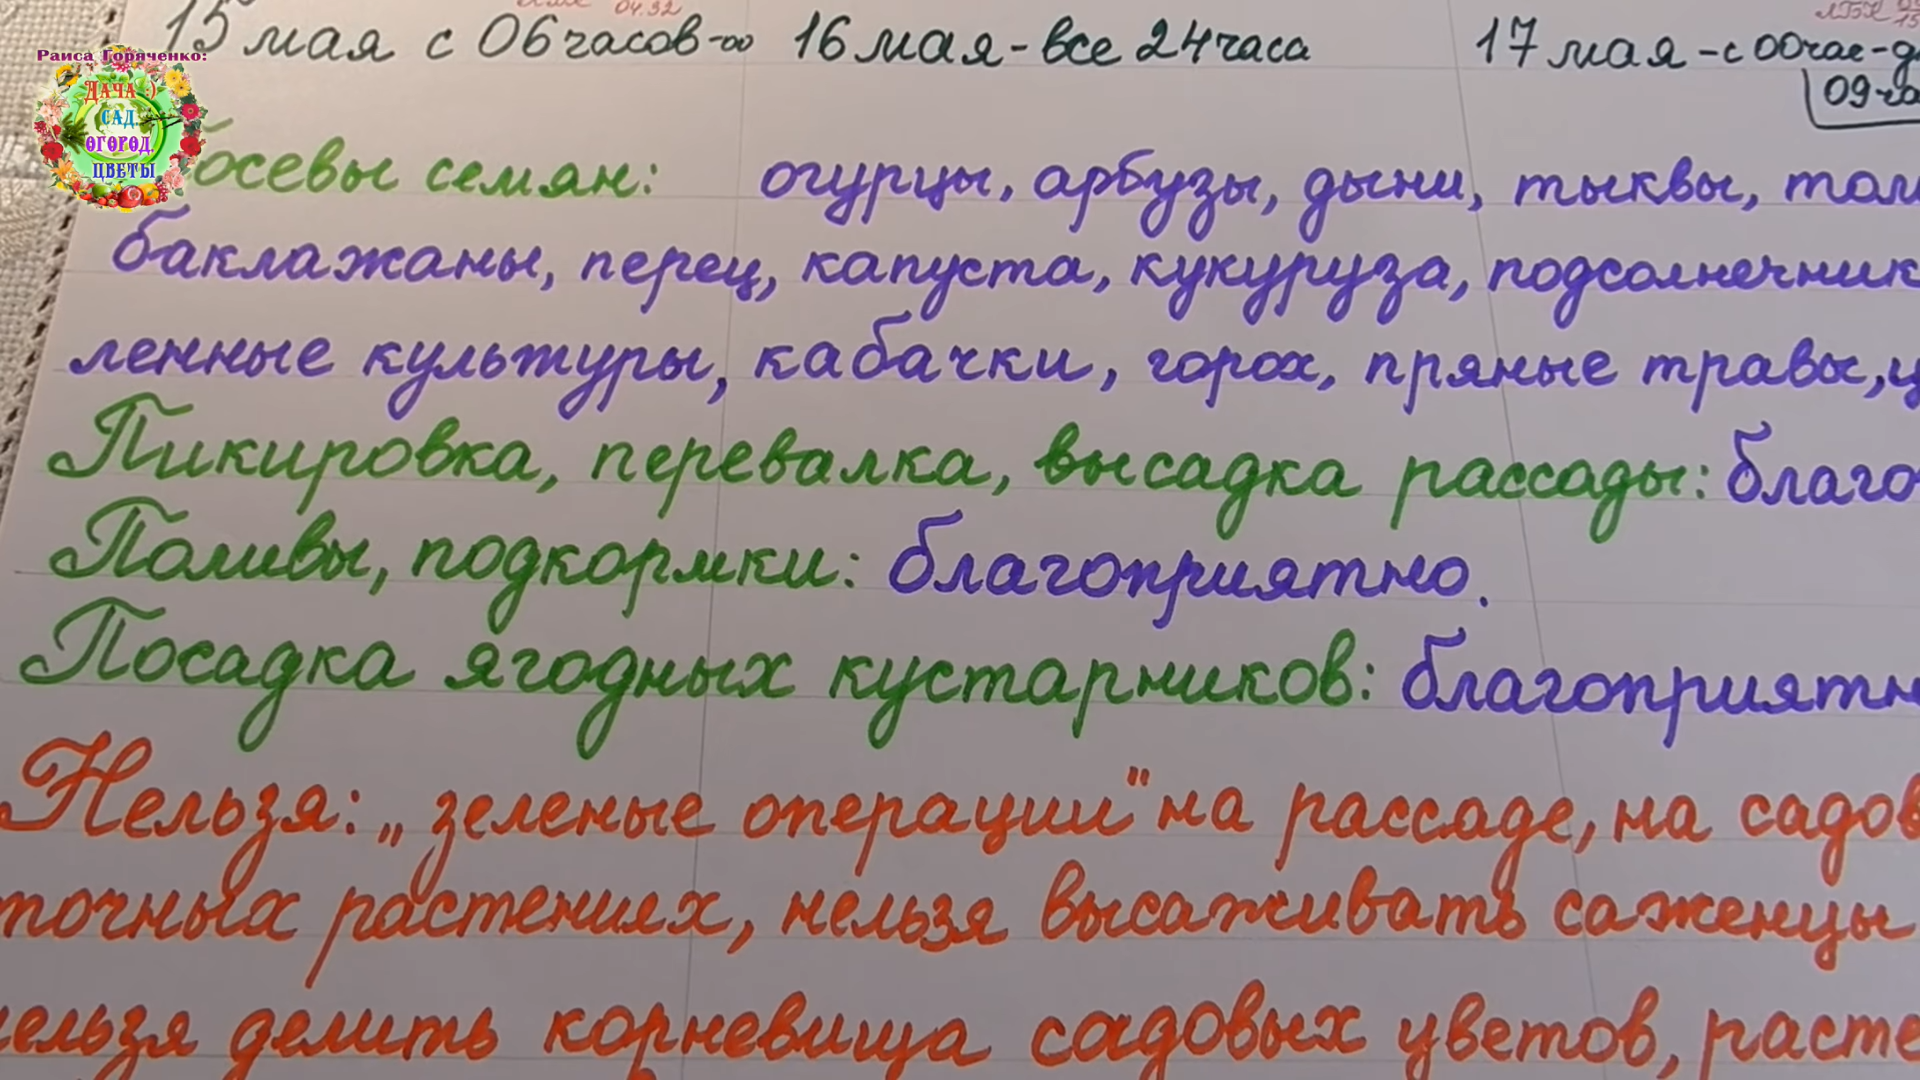 15 мая с 06 часов-00 16 мая - все 24 часа 17 мая - с 00час-
Раиса Горяченко:
ДАЧА :)
САД,
ОГОРОД,
ЦВЕТЫ
04.32
посевы семян: огурцы, арбузы, дыни, тыквы,
баклажаны, перец, капуста, кукуруза, подсолнечник
ленные культуры, кабачки, горох, пряные травы,
Пикировка, перевалка, высадка рассады: благо
Поливы, подкормки: благоприятно.
Посадка ягодных кустарников: благоприятн
Нельзя: „зеленые операции" на рассаде, на садов
точных растениях, нельзя высаживать саженцы
нельзя делить корневища садовых цветов, расте